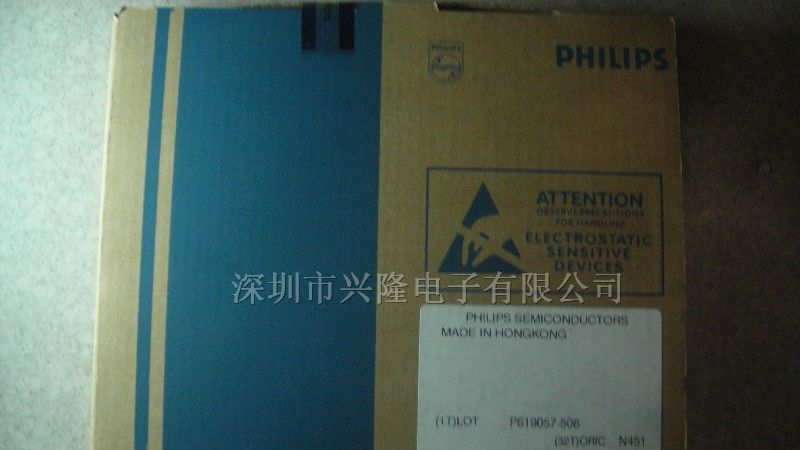 PHILIPS
PHILIPS
ATTENTION
OBSERVE PRECAUTIONS
FOR HANDLING
ELECTROSTATIC
SENSITIVE
DEVICES
深圳市兴隆电子有限公司
PHILIPS SEMICONDUCTORS
MADE IN HONGKONG
(1T)LOT P619057-506
(32T)ORIC N451